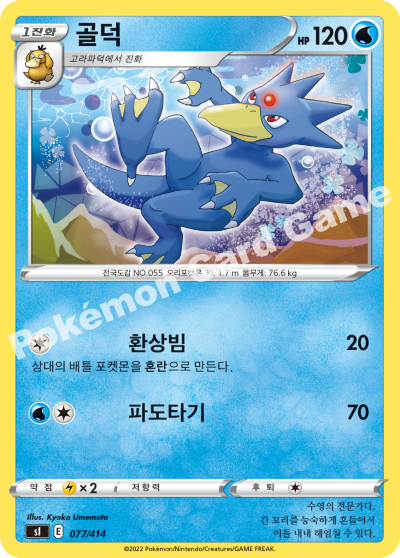 1진화
골덕
HP 120
고라파덕에서 진화
전국도감 NO.055 오리포켓몬 키: 1.7 m 몸무게: 76.6 kg
Pokémon Card Game
환상빔 20
상대의 배틀 포켓몬을 혼란으로 만든다.
파도타기 70
약점 ×2 저항력 후퇴
Illus. Kyoko Umemoto
sI E 077/414
수영의 전문가다.
긴 꼬리를 능숙하게 흔들어서
이틀 내내 헤엄칠 수 있다.
©2022 Pokémon/Nintendo/Creatures/GAME FREAK.